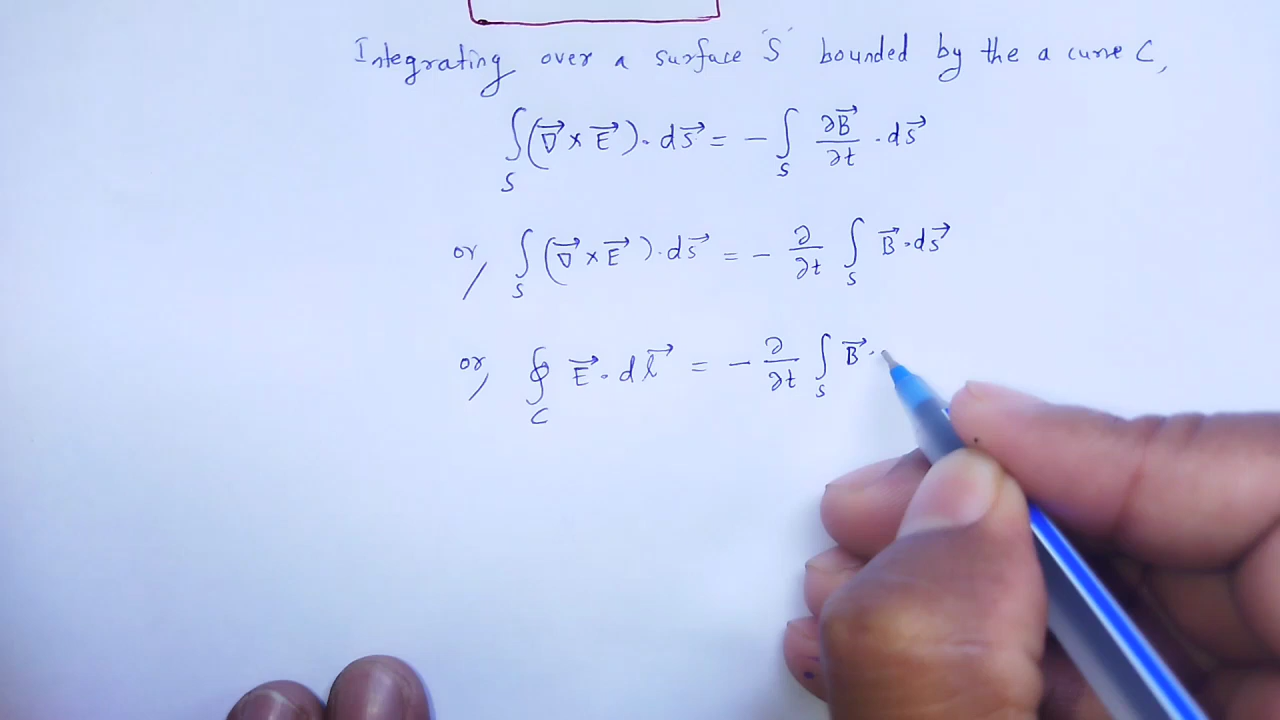 Integrating over a surface 'S' bounded by the a curve C,
∫_S (∇⃗ × E⃗) · ds⃗ = − ∫_S ∂B⃗/∂t · ds⃗
or, ∫_S (∇⃗ × E⃗) · ds⃗ = − ∂/∂t ∫_S B⃗ · ds⃗
or, ∮_C E⃗ · dl⃗ = − ∂/∂t ∫_S B⃗ ·